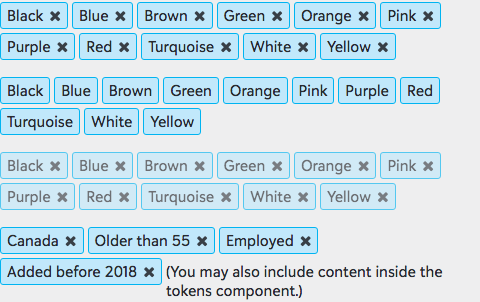 Black ✖ Blue ✖ Brown ✖ Green ✖ Orange ✖ Pink ✖
Purple ✖ Red ✖ Turquoise ✖ White ✖ Yellow ✖
Black Blue Brown Green Orange Pink Purple Red
Turquoise White Yellow
Black ✖ Blue ✖ Brown ✖ Green ✖ Orange ✖ Pink ✖
Purple ✖ Red ✖ Turquoise ✖ White ✖ Yellow ✖
Canada ✖ Older than 55 ✖ Employed ✖
Added before 2018 ✖ (You may also include content inside the
tokens component.)